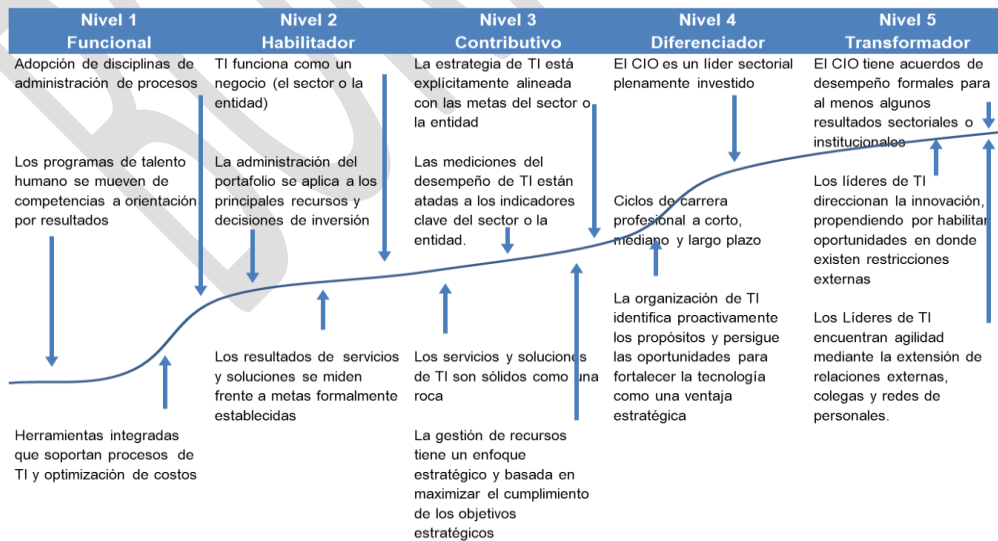 Nivel 1
Funcional
Nivel 2
Habilitador
Nivel 3
Contributivo
Nivel 4
Diferenciador
Nivel 5
Transformador
Adopción de disciplinas de
administración de procesos
Los programas de talento
humano se mueven de
competencias a orientación
por resultados
Herramientas integradas
que soportan procesos de
TI y optimización de costos
TI funciona como un
negocio (el sector o la
entidad)
La administración del
portafolio se aplica a los
principales recursos y
decisiones de inversión
Los resultados de servicios
y soluciones se miden
frente a metas formalmente
establecidas
La estrategia de TI está
explícitamente alineada
con las metas del sector o
la entidad
Las mediciones del
desempeño de TI están
atadas a los indicadores
clave del sector o la
entidad.
Los servicios y soluciones
de TI son sólidos como una
roca
La gestión de recursos
tiene un enfoque
estratégico y basada en
maximizar el cumplimiento
de los objetivos
estratégicos
El CIO es un líder sectorial
plenamente investido
Ciclos de carrera
profesional a corto,
mediano y largo plazo
La organización de TI
identifica proactivamente
los propósitos y persigue
las oportunidades para
fortalecer la tecnología
como una ventaja
estratégica
El CIO tiene acuerdos de
desempeño formales para
al menos algunos
resultados sectoriales o
institucionales
Los líderes de TI
direccionan la innovación,
propendiendo por habilitar
oportunidades en donde
existen restricciones
externas
Los Líderes de TI
encuentran agilidad
mediante la extensión de
relaciones externas,
colegas y redes de
personales.